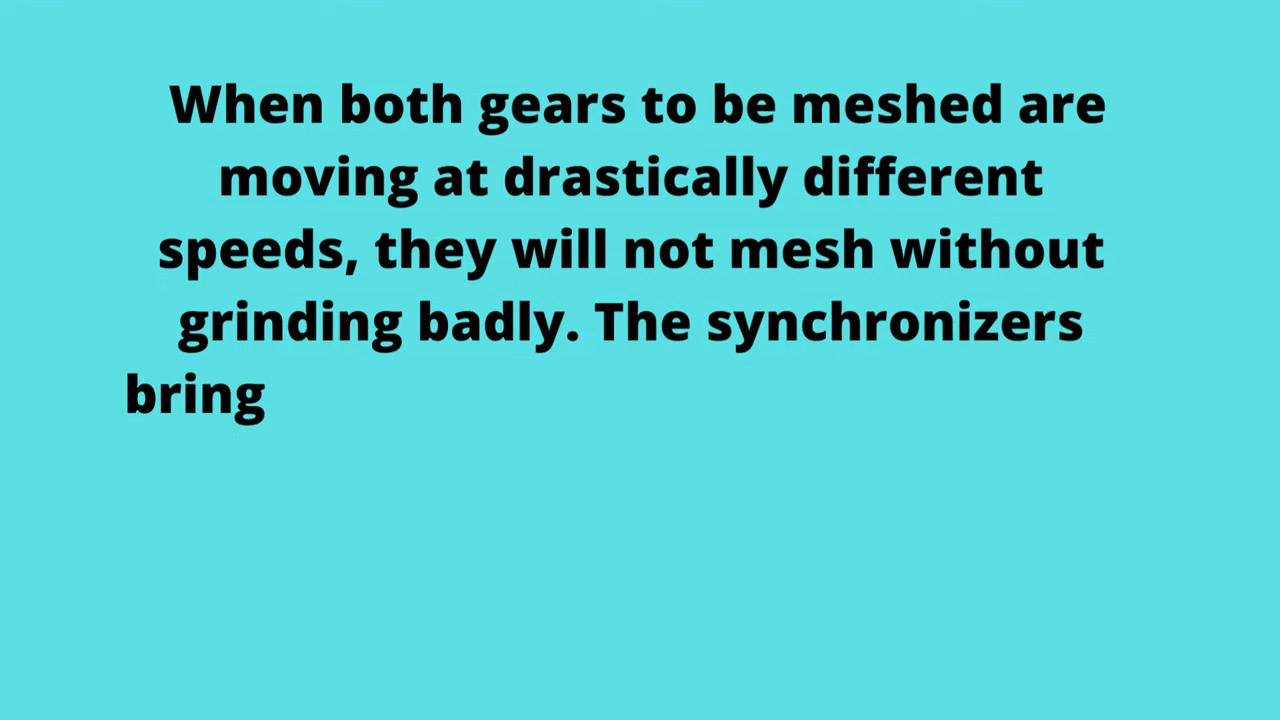 When both gears to be meshed are
moving at drastically different
speeds, they will not mesh without
grinding badly. The synchronizers
bring